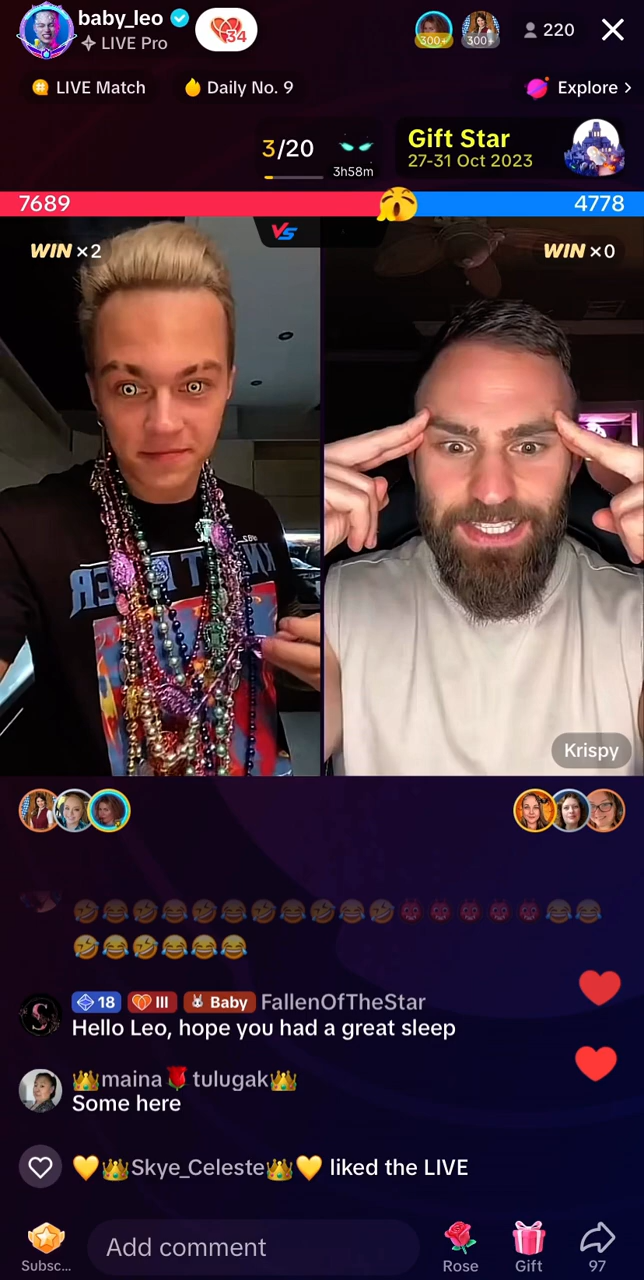 baby_leo
LIVE Pro
34
300+
300+
220
LIVE Match
Daily No. 9
Explore >
3/20
3h58m
Gift Star
27-31 Oct 2023
7689
4778
VS
WIN ×2
WIN ×0
Krispy
18
III
Baby
FallenOfTheStar
Hello Leo, hope you had a great sleep
👑maina🌹tulugak👑
Some here
💛👑Skye_Celeste👑💛 liked the LIVE
Add comment
Subsc...
Rose
Gift
97